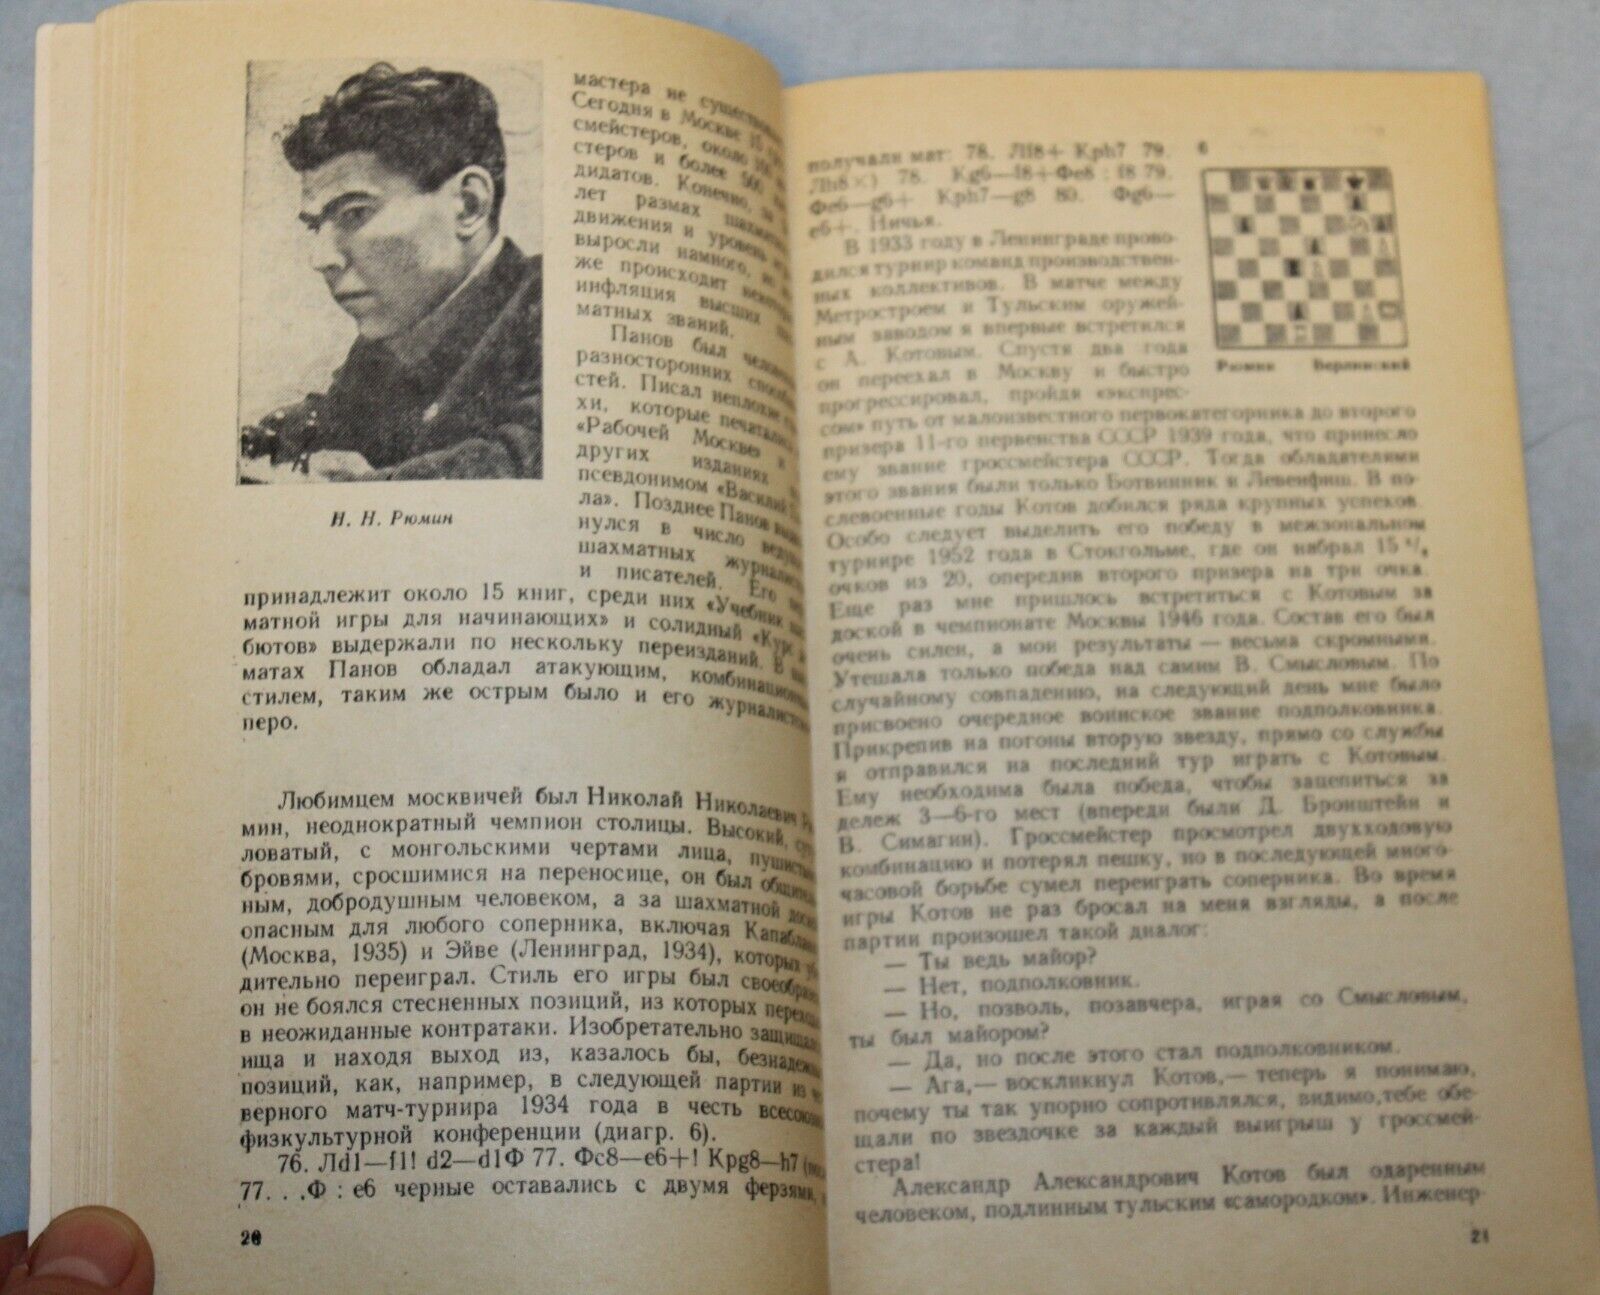 мастера не
Сегодня в Москве 15
смейстеров, около
стеров и более 500
дидатов. Конечно, за
лет размах
движения и уровень
выросли намного, но
же происходит
инфляция высших
матных званий.
Панов был
разносторонних
стей. Писал неплохие
хи, которые
«Рабочей Москве» и
других изданиях
псевдонимом «Василий
ла». Позднее Панов
нулся в число
шахматных
и писателей. Его
Н. Н. Рюмин
принадлежит около 15 книг, среди них «Учебник
матной игры для начинающих» и солидный «Курс
бютов» выдержали по нескольку переизданий. В
матах Панов обладал атакующим,
стилем, таким же острым было и его
перо.
Любимцем москвичей был Николай Николаевич
мин, неоднократный чемпион столицы. Высокий,
ловатый, с монгольскими чертами лица,
бровями, сросшимися на переносице, он был
ным, добродушным человеком, а за шахматной
опасным для любого соперника, включая
(Москва, 1935) и Эйве (Ленинград, 1934), которых
дительно переиграл. Стиль его игры был
он не боялся стесненных позиций, из которых
в неожиданные контратаки. Изобретательно
ища и находя выход из, казалось бы,
позиций, как, например, в следующей партии из
верного матч-турнира 1934 года в честь
физкультурной конференции (диагр. 6).
76. Лd1—f1! d2—d1Ф 77. Фc8—e6+! Kpg8—h7
77. . .Ф : e6 черные оставались с двумя ферзями,
20
получали мат: 78. Лf8+ Kph7 79.
Лh8×) 78. Kg6—f8+ Фe8 : f8 79.
Фe6—g6+ Kph7—g8 80. Фg6—
e6+. Ничья.
6
Рюмин Верлинский
В 1933 году в Ленинграде прово-
дился турнир команд производствен-
ных коллективов. В матче между
Метростроем и Тульским оружей-
ным заводом я впервые встретился
с А. Котовым. Спустя два года
он переехал в Москву и быстро
прогрессировал, пройдя «экспрес-
сом» путь от малоизвестного первокатегорника до второго
призера 11-го первенства СССР 1939 года, что принесло
ему звание гроссмейстера СССР. Тогда обладателями
этого звания были только Ботвинник и Левенфиш. В по-
слевоенные годы Котов добился ряда крупных успехов.
Особо следует выделить его победу в межзональном
турнире 1952 года в Стокгольме, где он набрал
очков из 20, опередив второго призера на три очка.
Еще раз мне пришлось встретиться с Котовым за
доской в чемпионате Москвы 1946 года. Состав его был
очень силен, а мои результаты — весьма скромными.
Утешала только победа над самим В. Смысловым. По
случайному совпадению, на следующий день мне было
присвоено очередное воинское звание подполковника.
Прикрепив на погоны вторую звезду, прямо со службы
я отправился на последний тур играть с Котовым.
Ему необходима была победа, чтобы зацепиться за
дележ 3—6-го мест (впереди были Д. Бронштейн и
В. Симагин). Гроссмейстер просмотрел двухходовую
комбинацию и потерял пешку, но в последующей много-
часовой борьбе сумел переиграть соперника. Во время
игры Котов не раз бросал на меня взгляды, а после
партии произошел такой диалог:
— Ты ведь майор?
— Нет, подполковник.
— Но, позволь, позавчера, играя со Смысловым,
ты был майором?
— Да, но после этого стал подполковником.
— Ага,— воскликнул Котов,— теперь я понимаю,
почему ты так упорно сопротивлялся, видимо,тебе обе-
щали по звездочке за каждый выигрыш у гроссмей-
стера!
Александр Александрович Котов был одаренным
человеком, подлинным тульским «самородком». Инженер-
21